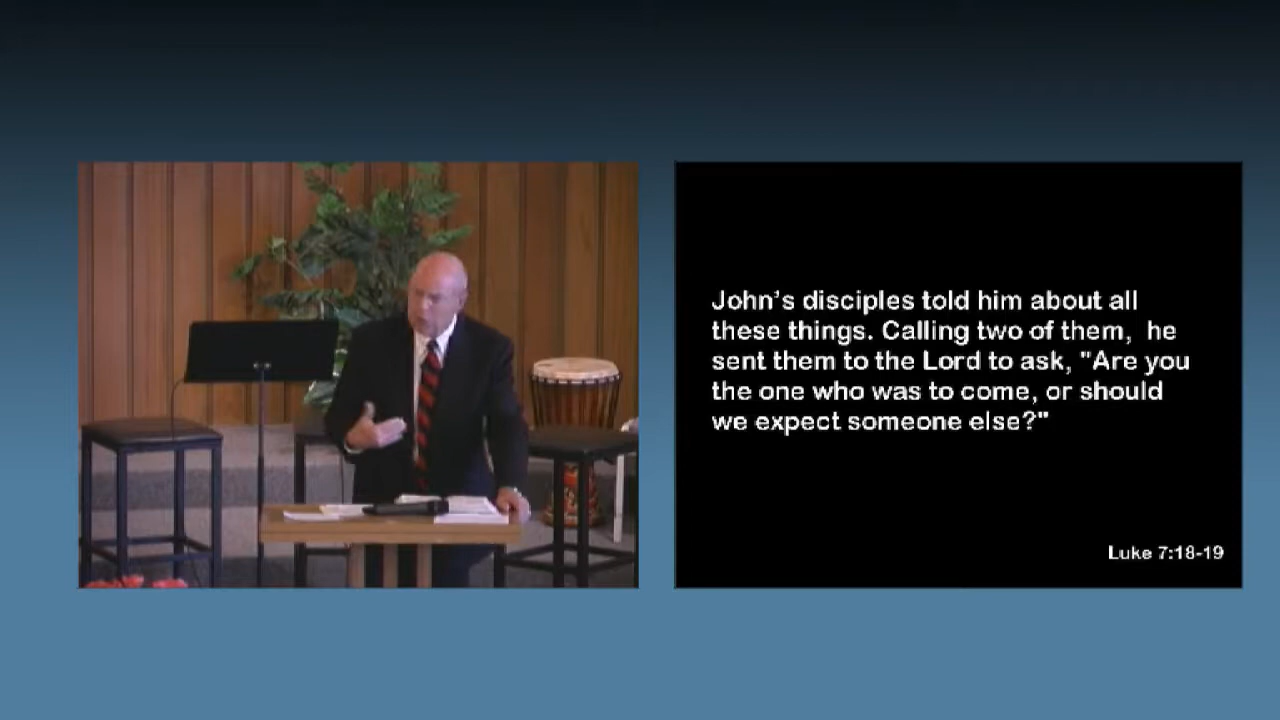 John’s disciples told him about all
these things. Calling two of them,  he
sent them to the Lord to ask, "Are you
the one who was to come, or should
we expect someone else?"
Luke 7:18-19